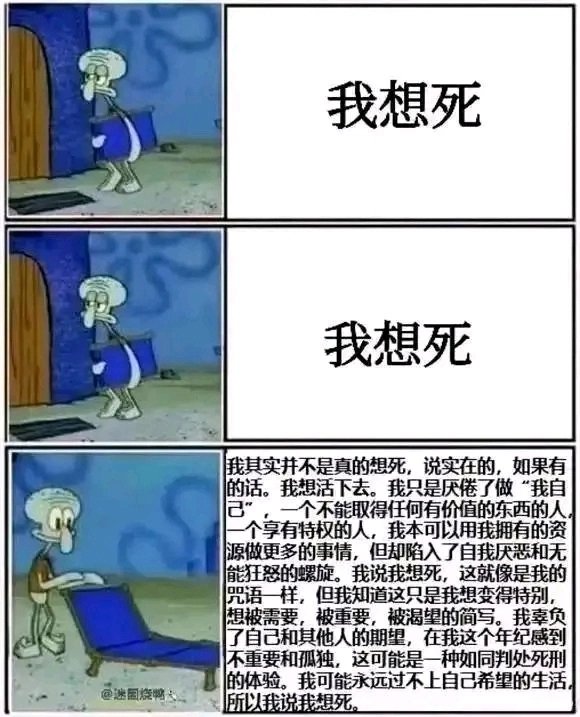 我想死
我想死
我其实并不是真的想死，说实在的，如果有
的话。我想活下去。我只是厌倦了做“我自
己”，一个不能取得任何有价值的东西的人，
一个享有特权的人，我本可以用我拥有的资
源做更多的事情，但却陷入了自我厌恶和无
能狂怒的螺旋。我说我想死，这就像是我的
咒语一样，但我知道这只是我想变得特别，
想被需要，被重要，被渴望的简写。我辜负
了自己和其他人的期望，在我这个年纪感到
不重要和孤独，这可能是一种如同判处死刑
的体验。我可能永远过不上自己希望的生活，
所以我说我想死。
@迷圖烧鸭